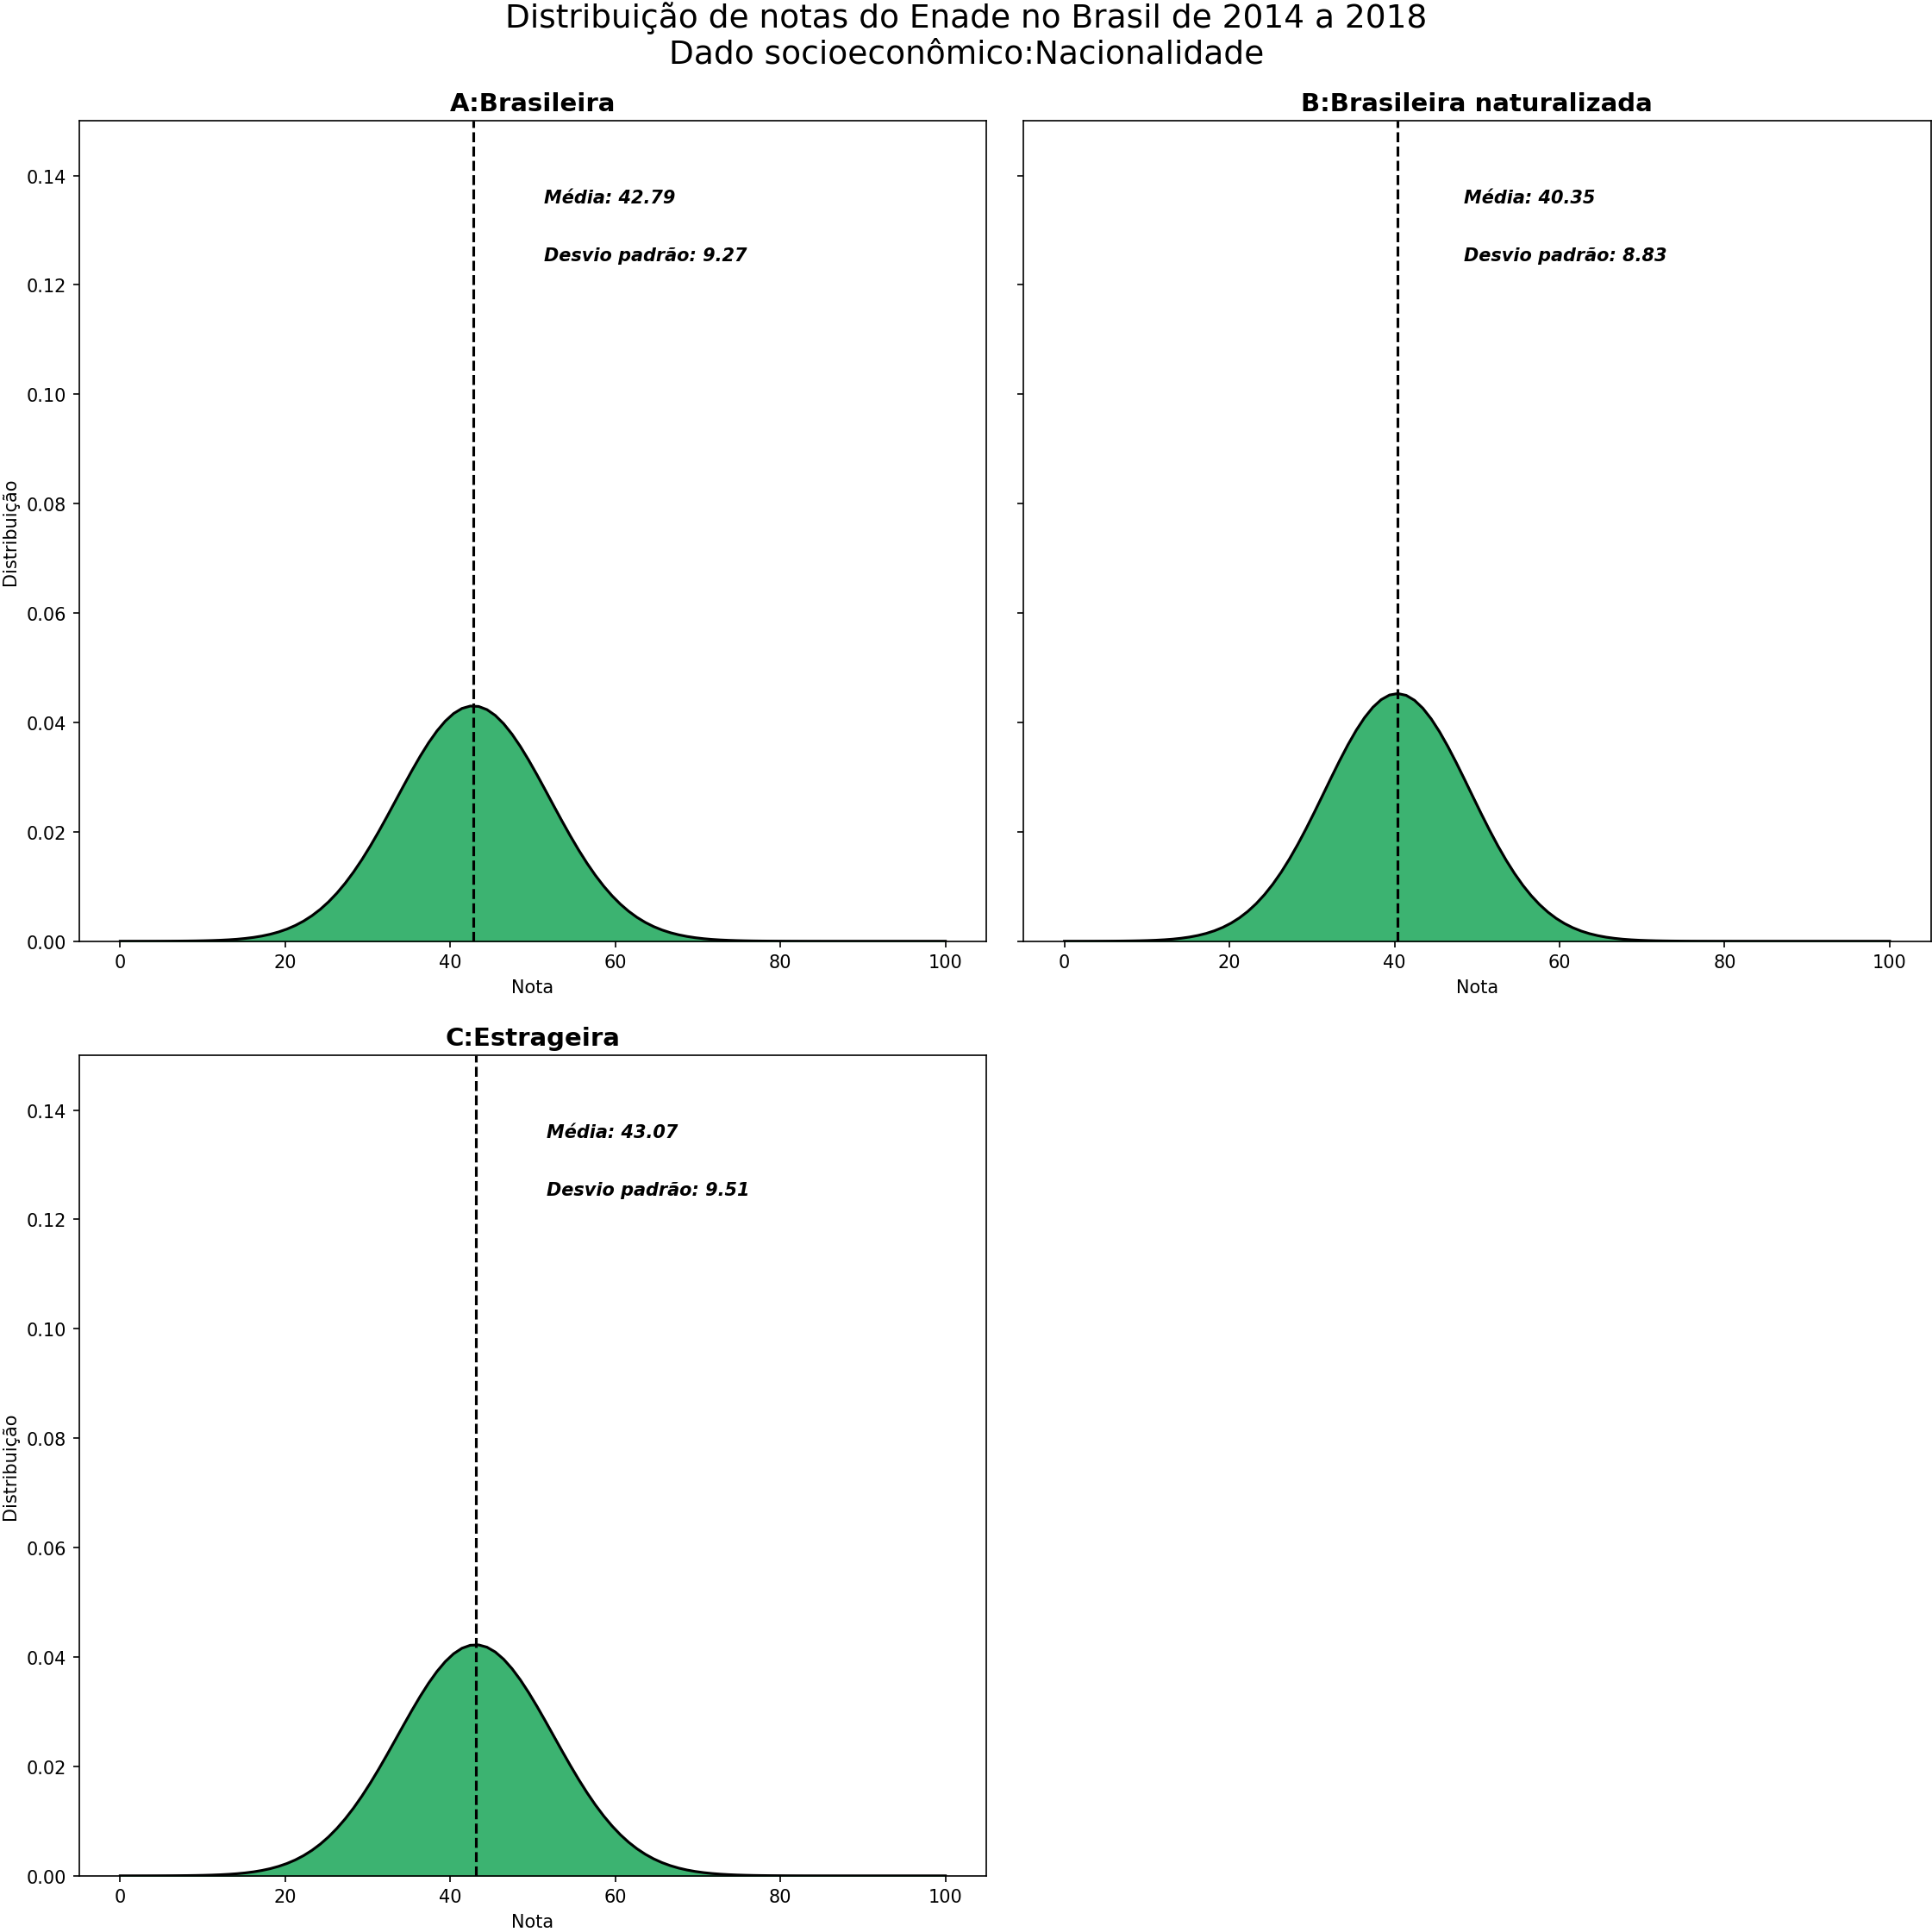 Distribuição de notas do Enade no Brasil de 2014 a 2018
Dado socioeconômico:Nacionalidade
A:Brasileira
Média: 42.79
Desvio padrão: 9.27
0.14
0.12
0.10
0.08
0.06
0.04
0.02
0.00
Distribuição
0 20 40 60 80 100
Nota
B:Brasileira naturalizada
Média: 40.35
Desvio padrão: 8.83
0 20 40 60 80 100
Nota
C:Estrageira
Média: 43.07
Desvio padrão: 9.51
0.14
0.12
0.10
0.08
0.06
0.04
0.02
0.00
Distribuição
0 20 40 60 80 100
Nota